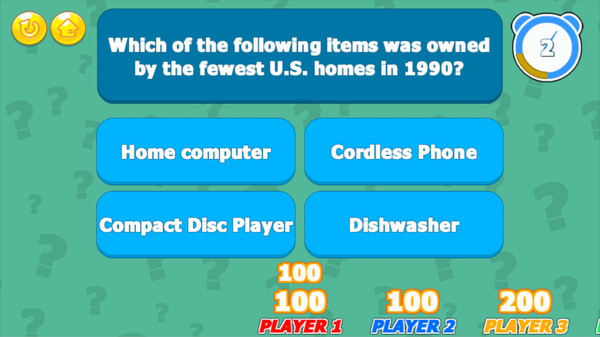 Which of the following items was owned
by the fewest U.S. homes in 1990?
2
Home computer
Cordless Phone
Compact Disc Player
Dishwasher
100
100
100
200
PLAYER 1
PLAYER 2
PLAYER 3